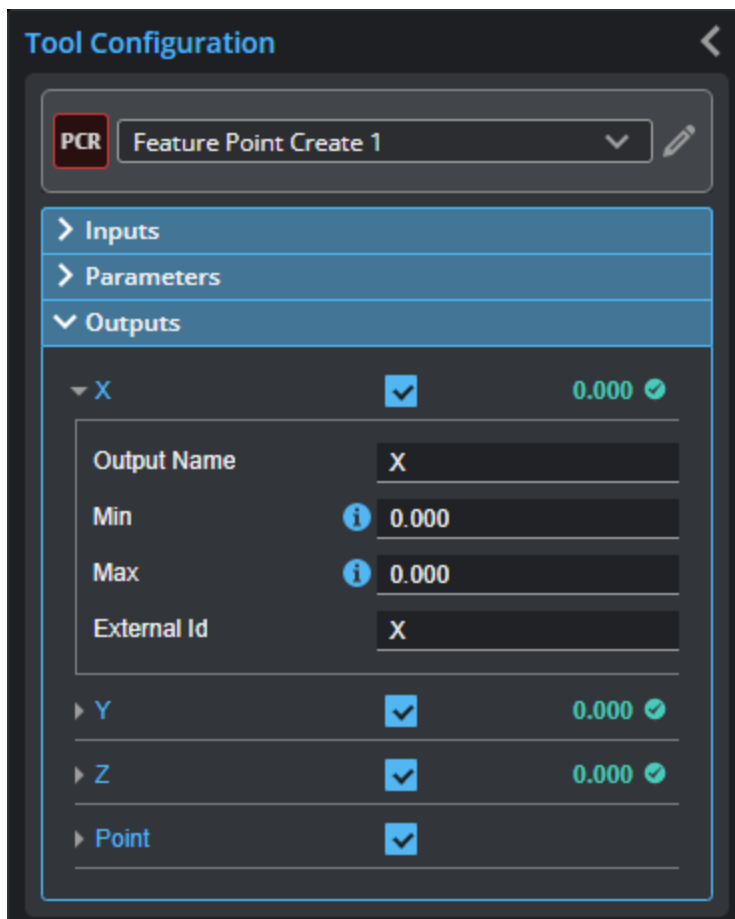 Tool Configuration
PCR Feature Point Create 1
Inputs
Parameters
Outputs
X 0.000
Output Name X
Min 0.000
Max 0.000
External Id X
Y 0.000
Z 0.000
Point